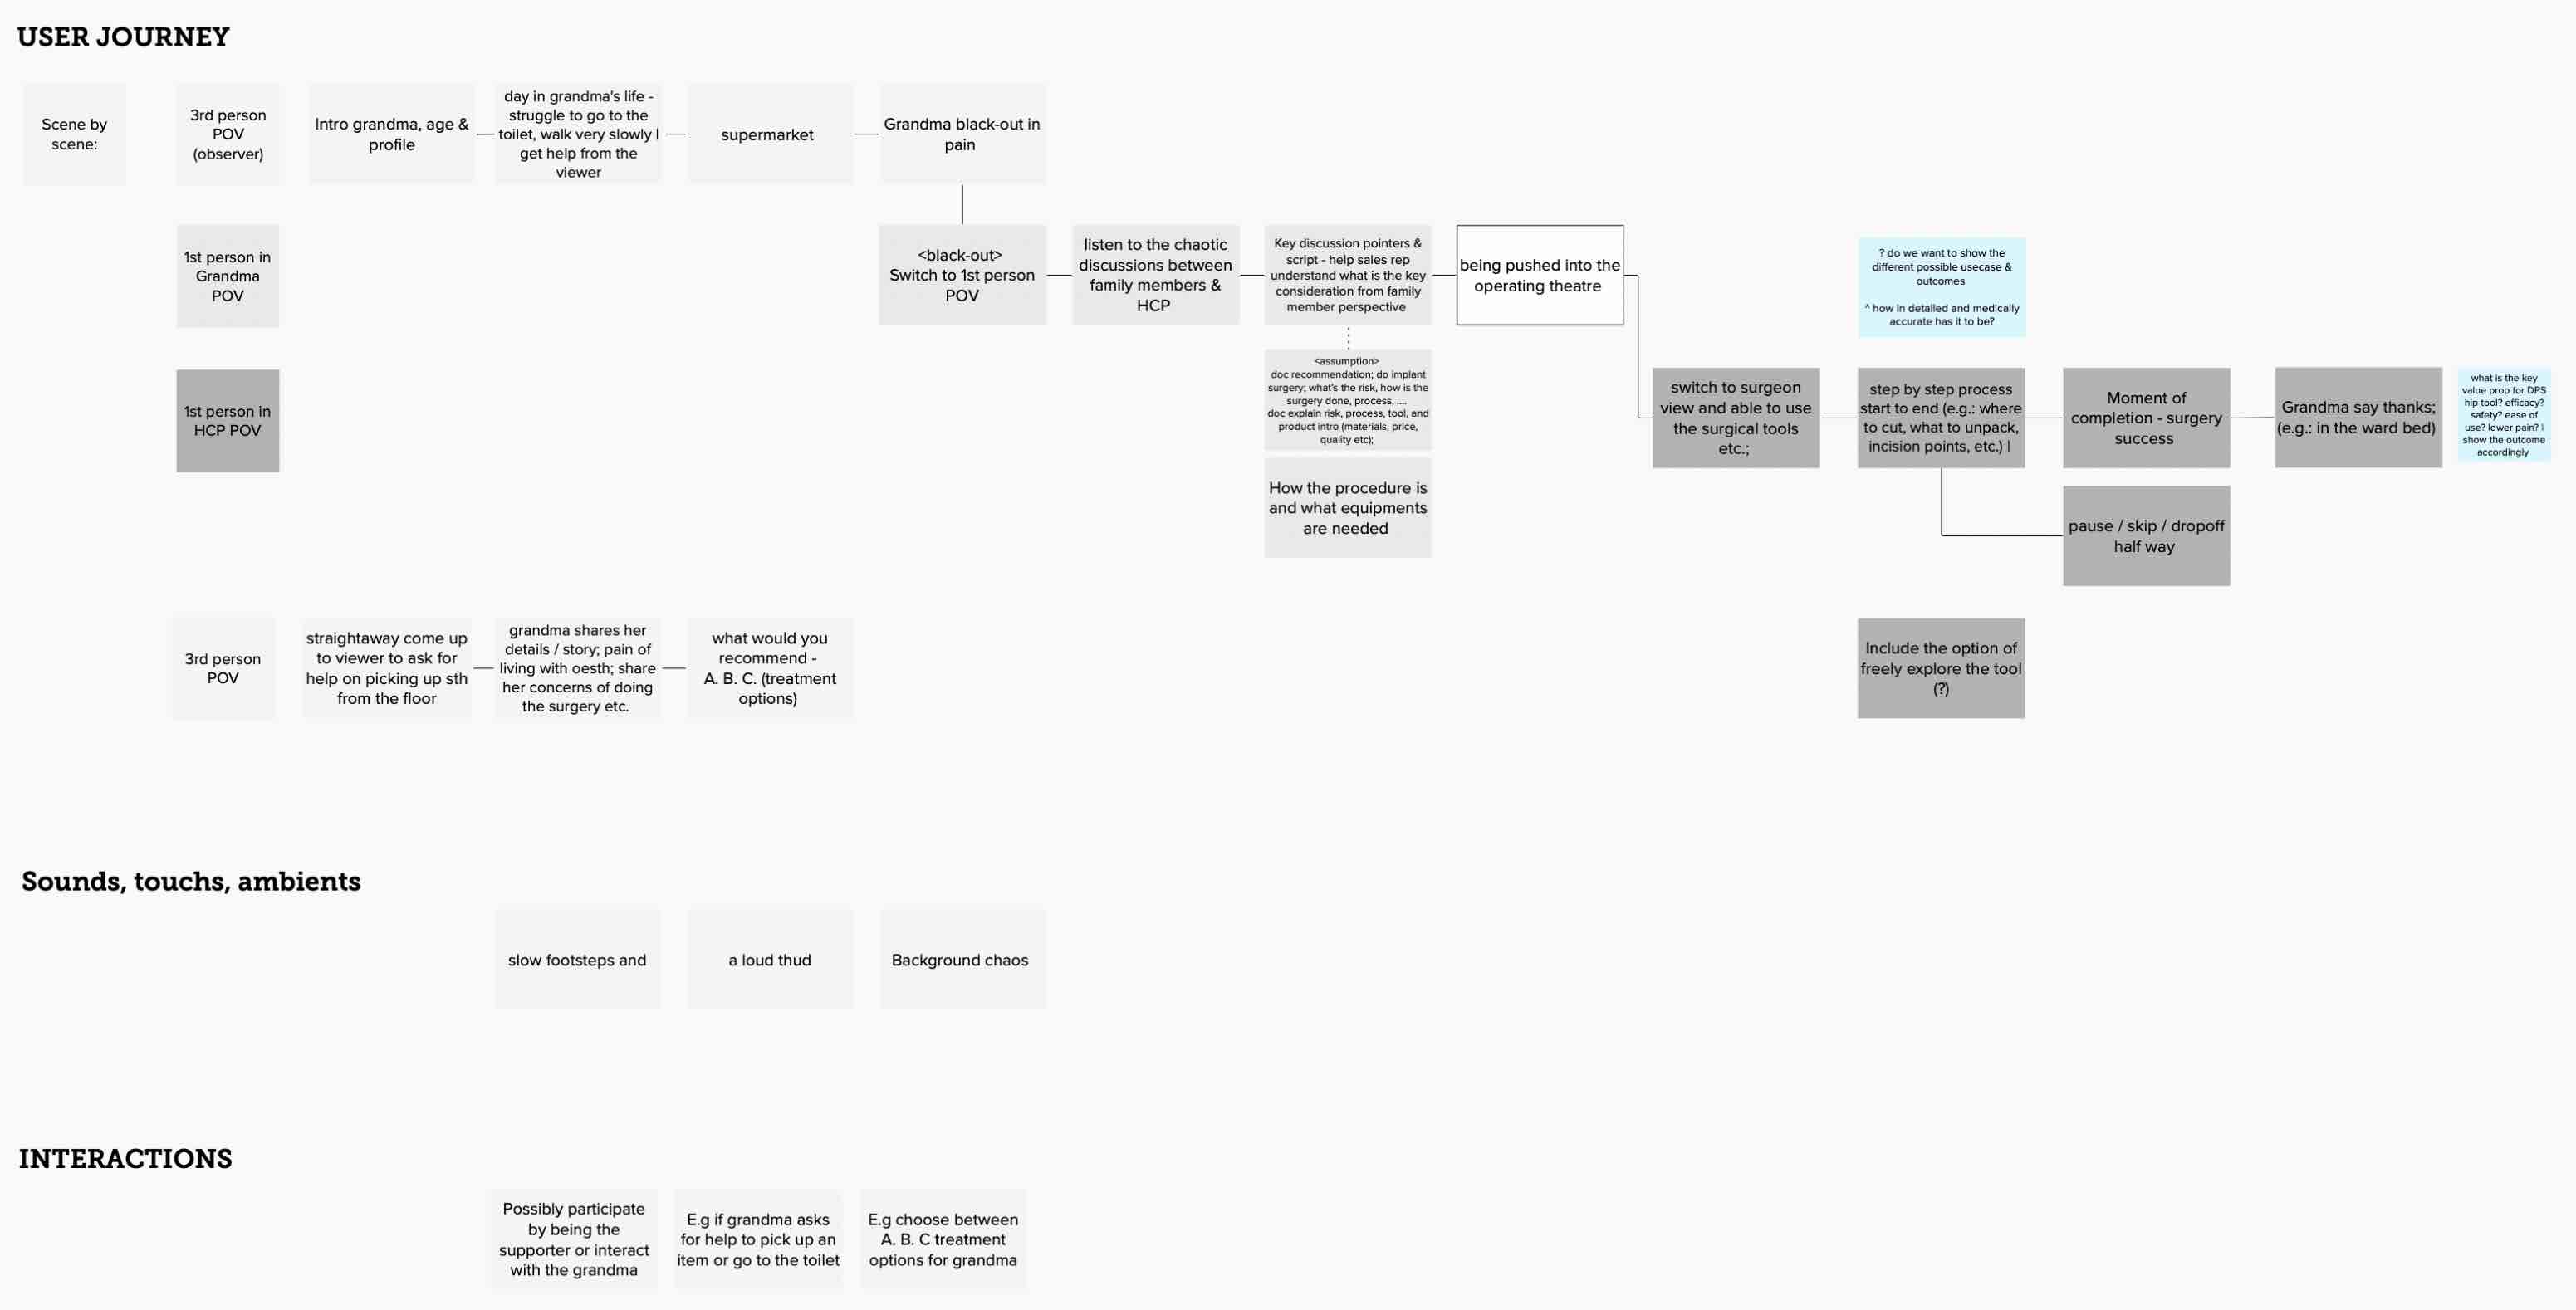 USER JOURNEY
Scene by
scene:
3rd person
POV
(observer)
Intro grandma, age &
profile
day in grandma's life -
struggle to go to the
toilet, walk very slowly |
get help from the
viewer
supermarket
Grandma black-out in
pain
1st person in
Grandma
POV
<black-out>
Switch to 1st person
POV
listen to the chaotic
discussions between
family members &
HCP
Key discussion pointers &
script - help sales rep
understand what is the key
consideration from family
member perspective
being pushed into the
operating theatre
? do we want to show the
different possible usecase &
outcomes
^ how in detailed and medically
accurate has it to be?
<assumption>
doc recommendation; do implant
surgery; what's the risk, how is the
surgery done, process, ....
doc explain risk, process, tool, and
product intro (materials, price,
quality etc);
How the procedure is
and what equipments
are needed
1st person in
HCP POV
switch to surgeon
view and able to use
the surgical tools
etc.;
step by step process
start to end (e.g.: where
to cut, what to unpack,
incision points, etc.) |
Moment of
completion - surgery
success
Grandma say thanks;
(e.g.: in the ward bed)
what is the key
value prop for DPS
hip tool? efficacy?
safety? ease of
use? lower pain? |
show the outcome
accordingly
pause / skip / dropoff
half way
3rd person
POV
straightaway come up
to viewer to ask for
help on picking up sth
from the floor
grandma shares her
details / story; pain of
living with oesth; share
her concerns of doing
the surgery etc.
what would you
recommend -
A. B. C. (treatment
options)
Include the option of
freely explore the tool
(?)
Sounds, touchs, ambients
slow footsteps and
a loud thud
Background chaos
INTERACTIONS
Possibly participate
by being the
supporter or interact
with the grandma
E.g if grandma asks
for help to pick up an
item or go to the toilet
E.g choose between
A. B. C treatment
options for grandma